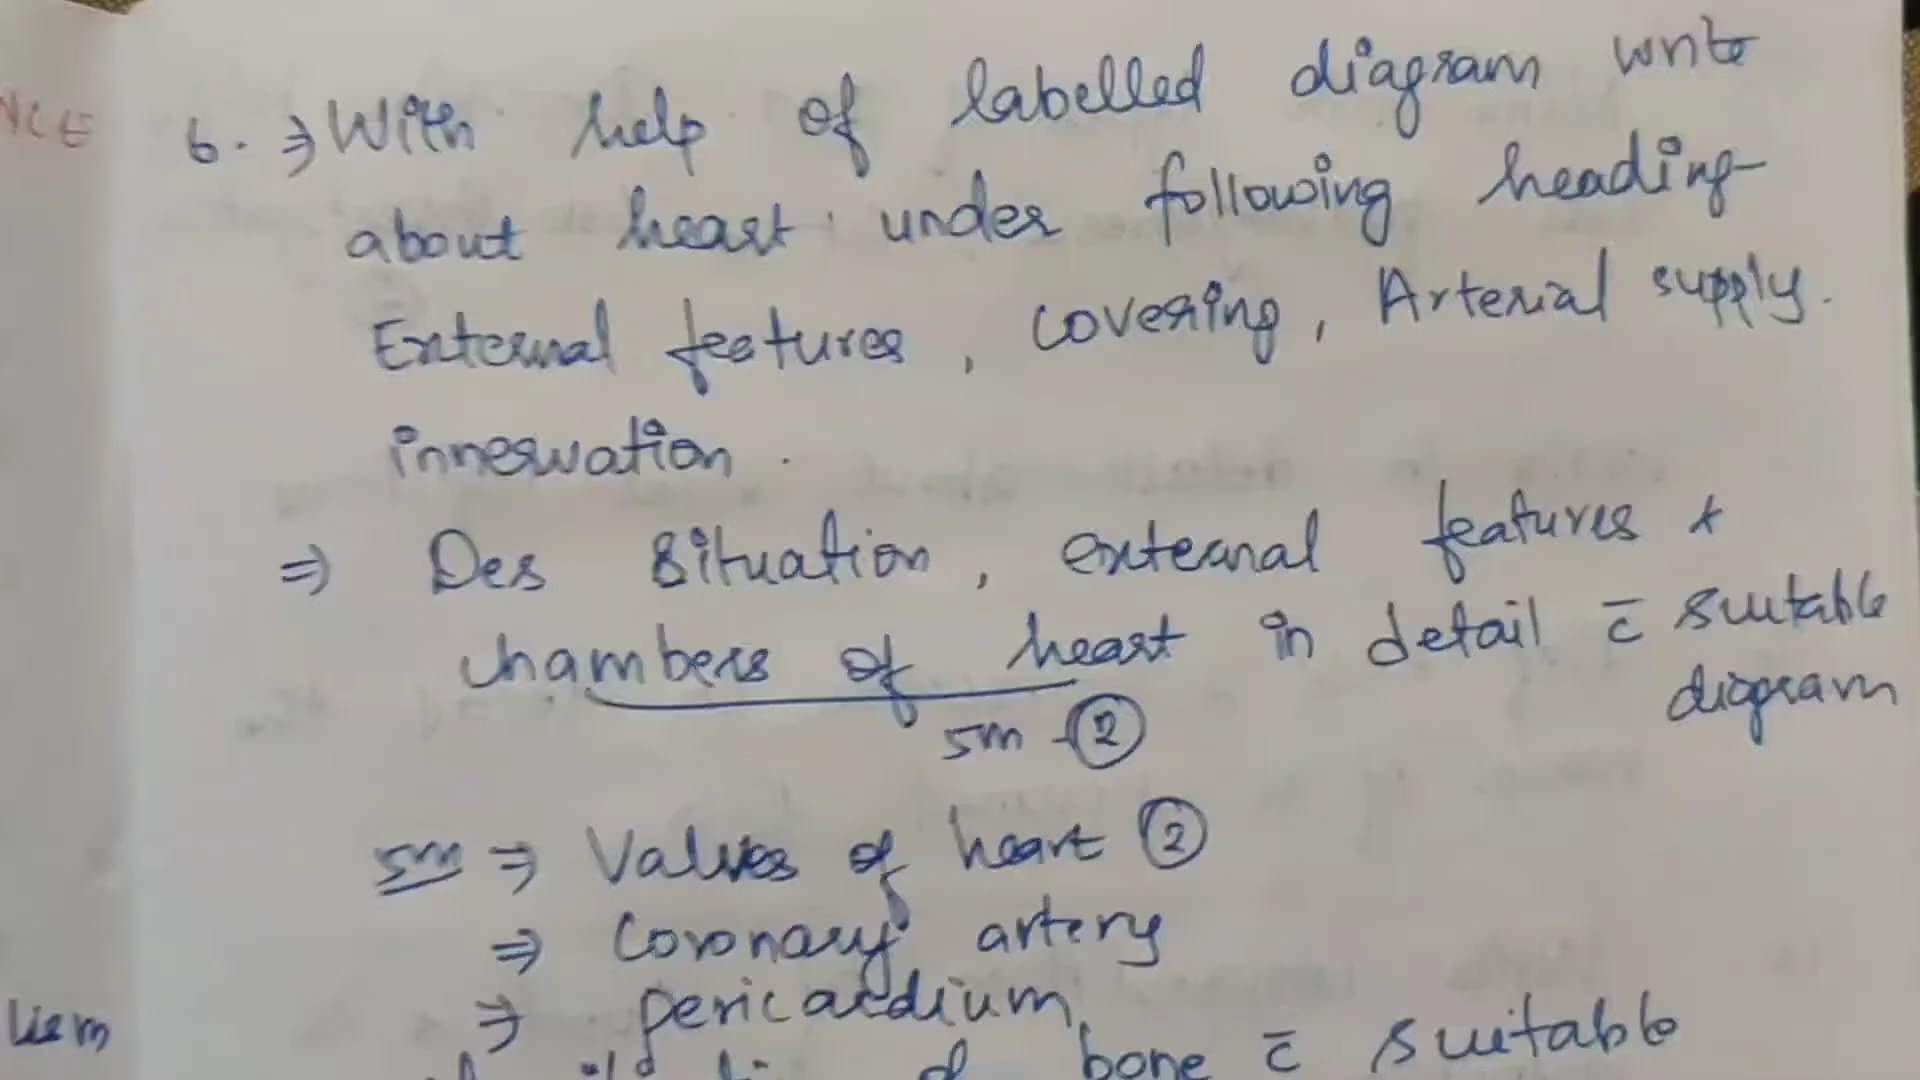 NCE
6. ⇒ With help of labelled diagram write
about heart under following heading-
External features, covering, Arterial supply.
innervation.
⇒ Des situation, external features +
chambers of heart in detail c̄ suitable
diagram
5m - ②
5m ⇒ Valves of heart ②
⇒ Coronary artery
⇒ pericardium
of bone c̄ suitable